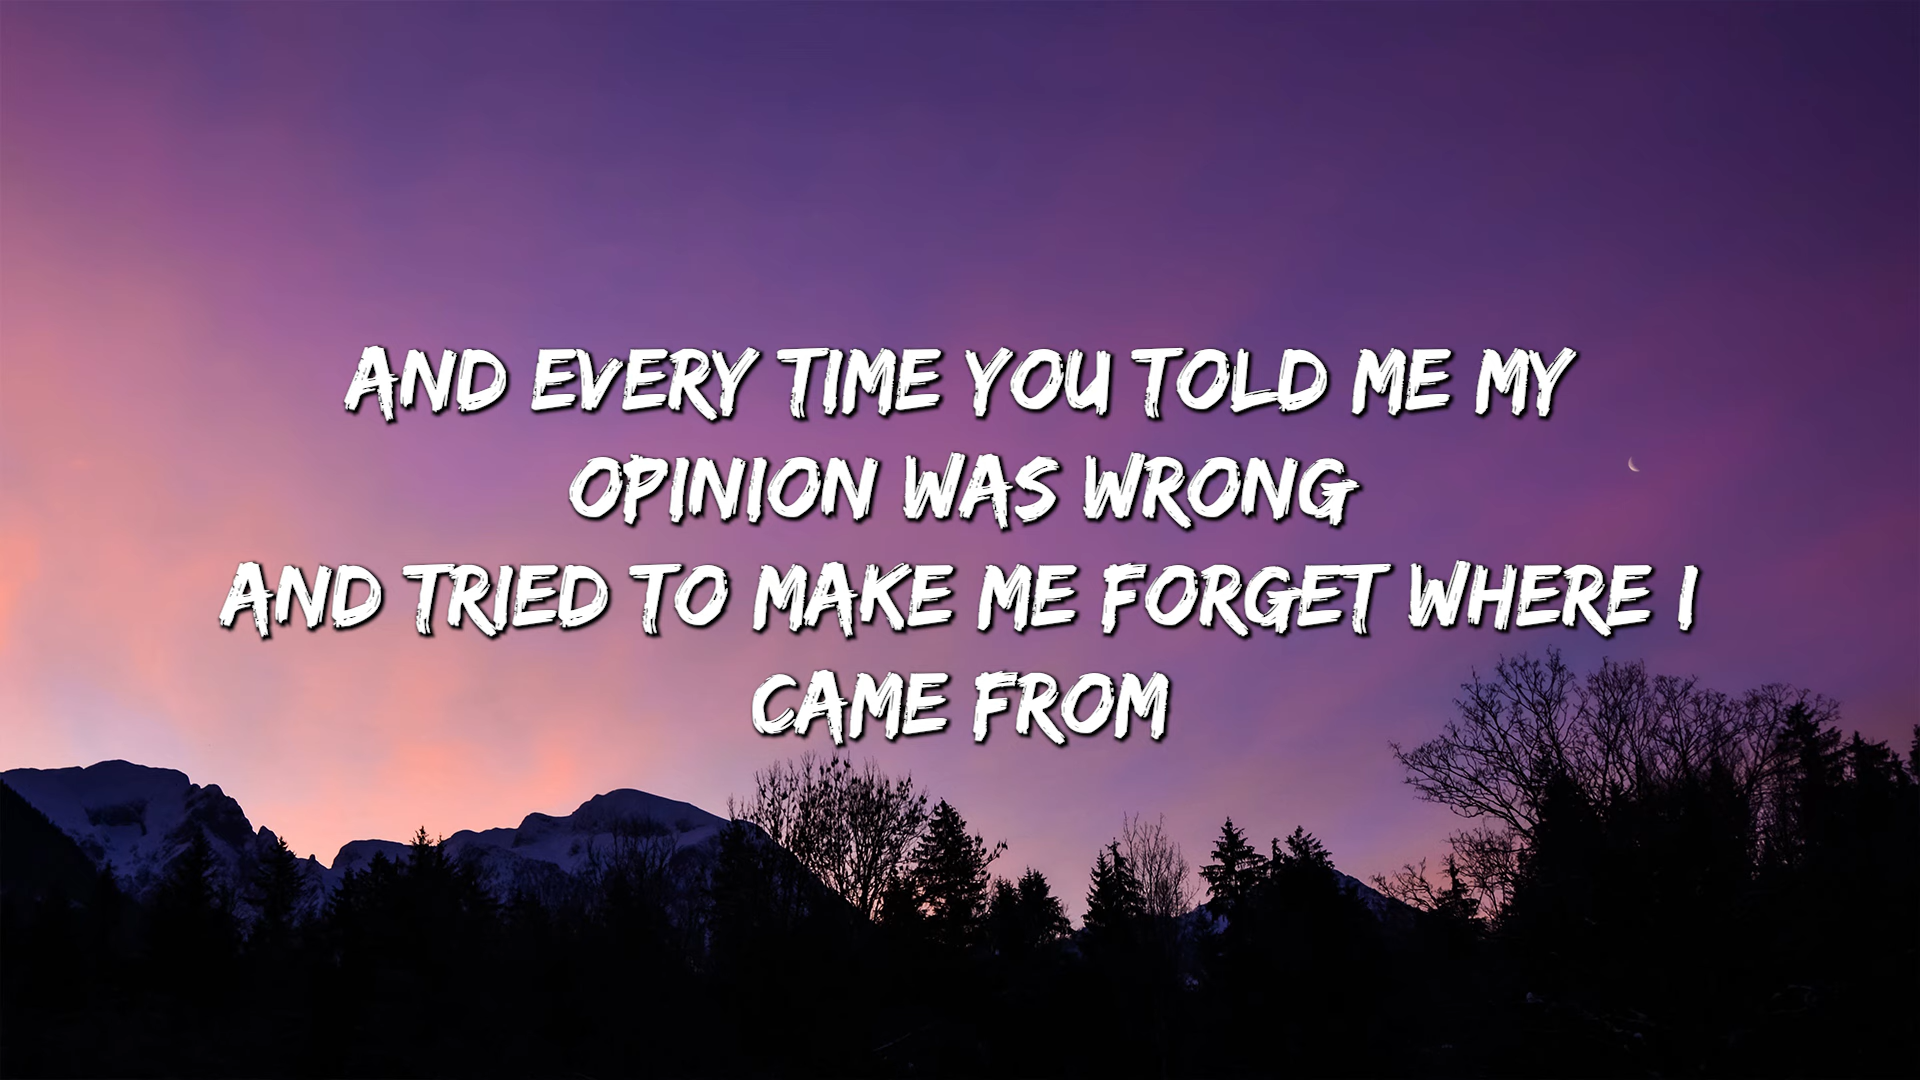 AND EVERY TIME YOU TOLD ME MY
OPINION WAS WRONG
AND TRIED TO MAKE ME FORGET WHERE I
CAME FROM